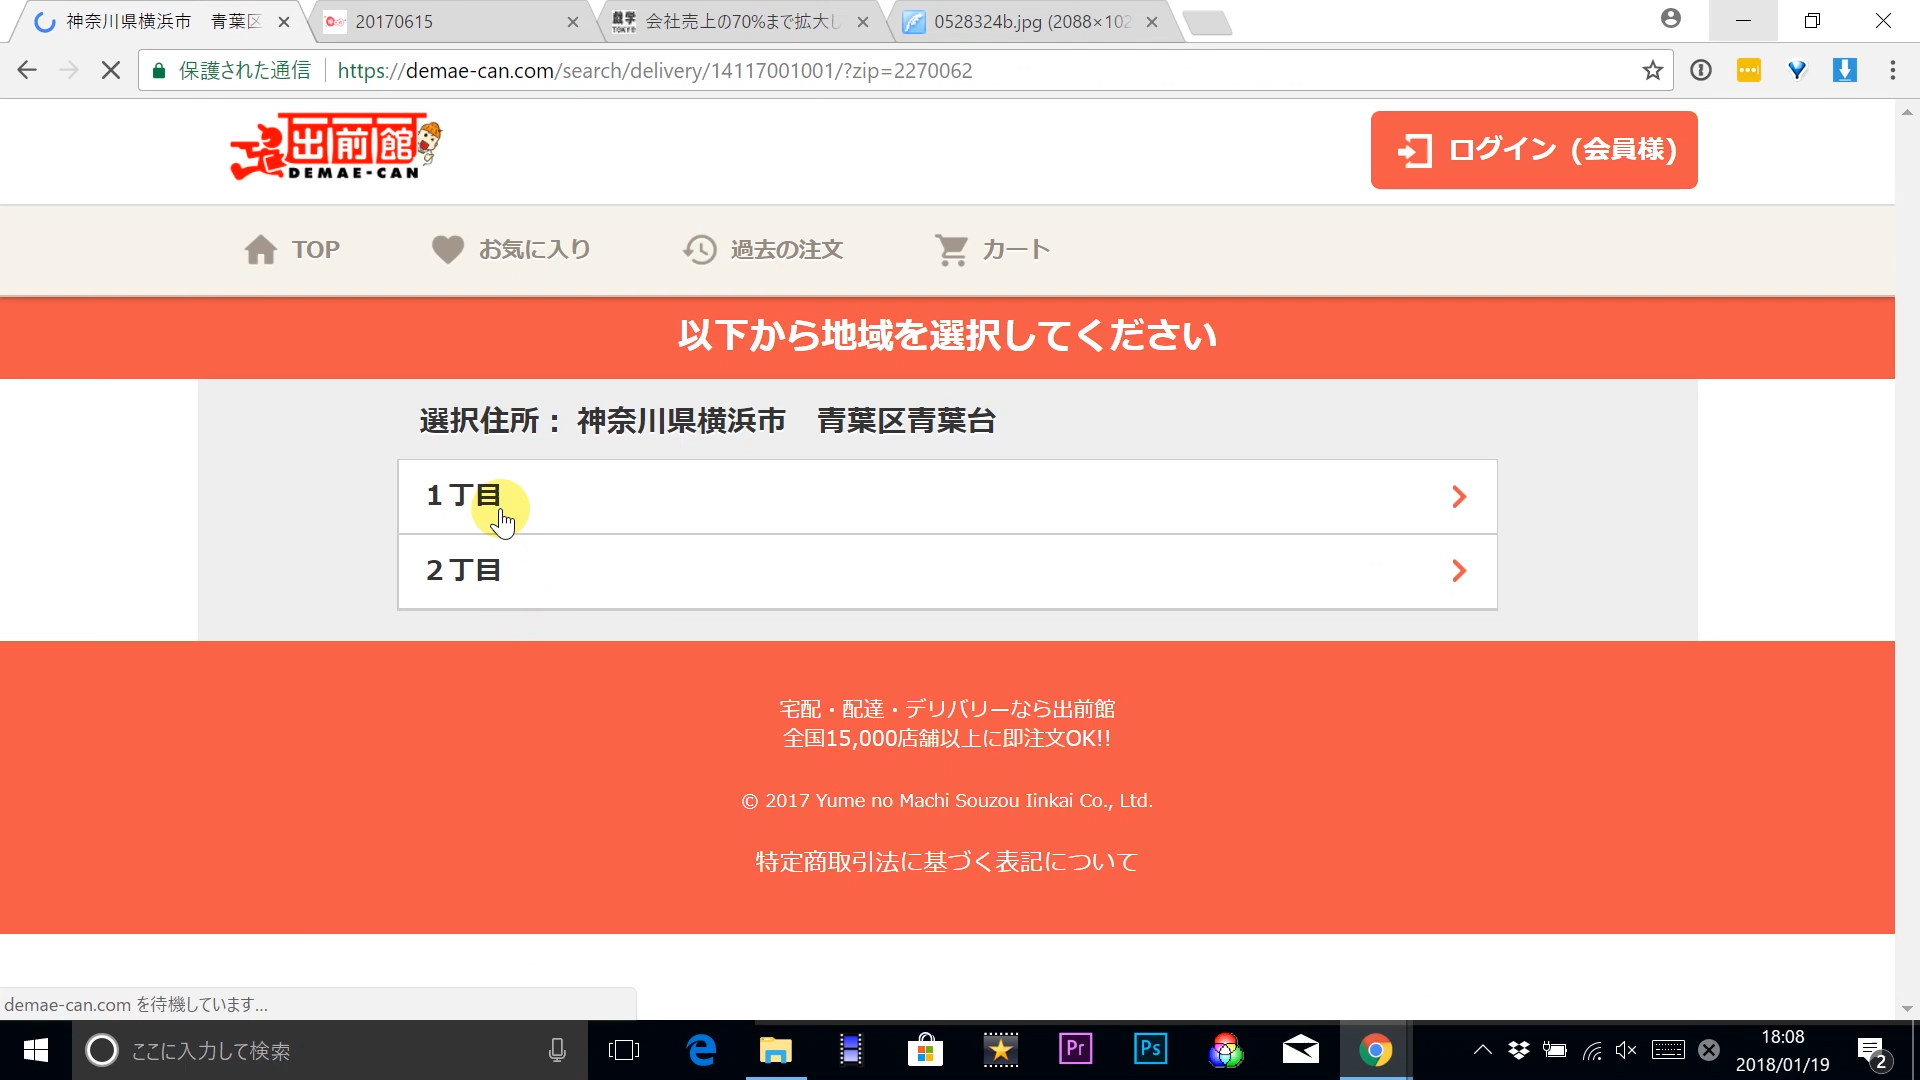 神奈川県横浜市　青葉区
20170615
戯学 TOKYO 会社売上の70%まで拡大し
0528324b.jpg (2088×102
保護された通信
https://demae-can.com/search/delivery/14117001001/?zip=2270062
出前館
DEMAE-CAN
ログイン (会員様)
TOP
お気に入り
過去の注文
カート
以下から地域を選択してください
選択住所： 神奈川県横浜市　青葉区青葉台
１丁目
２丁目
宅配・配達・デリバリーなら出前館
全国15,000店舗以上に即注文OK!!
© 2017 Yume no Machi Souzou Iinkai Co., Ltd.
特定商取引法に基づく表記について
demae-can.com を待機しています...
ここに入力して検索
Pr
Ps
18:08
2018/01/19
2